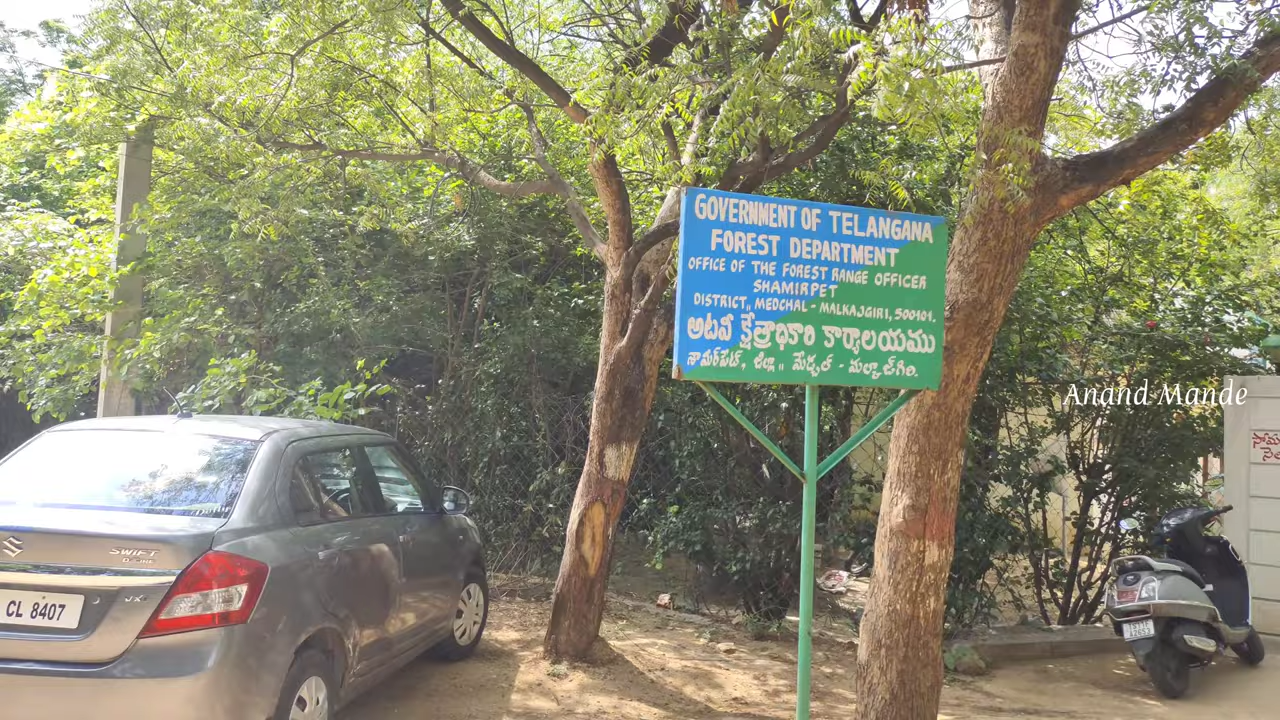 GOVERNMENT OF TELANGANA
FOREST DEPARTMENT
OFFICE OF THE FOREST RANGE OFFICER
SHAMIRPET
DISTRICT,, MEDCHAL - MALKAJGIRI, 500101.
అటవీ క్షేత్రాధికారి కార్యాలయము
శామీర్‌పేట్, జిల్లా,, మేడ్చల్ - మల్కాజ్‌గిరి.
Anand Mande
SWIFT
DZIRE
CL 8407